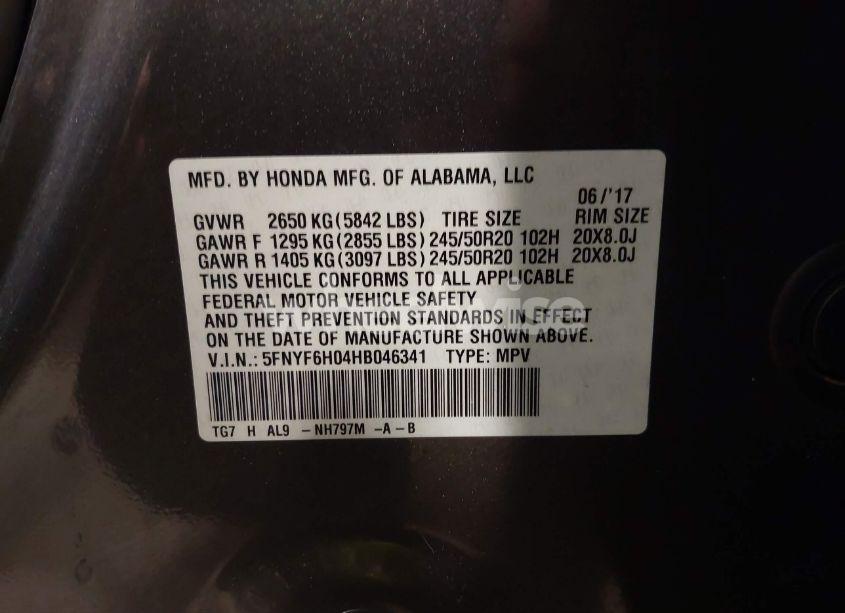 MFD. BY HONDA MFG. OF ALABAMA, LLC
06/'17
GVWR 2650 KG(5842 LBS) TIRE SIZE RIM SIZE
GAWR F 1295 KG(2855 LBS) 245/50R20 102H 20X8.0J
GAWR R 1405 KG(3097 LBS) 245/50R20 102H 20X8.0J
THIS VEHICLE CONFORMS TO ALL APPLICABLE
FEDERAL MOTOR VEHICLE SAFETY
AND THEFT PREVENTION STANDARDS IN EFFECT
ON THE DATE OF MANUFACTURE SHOWN ABOVE.
V.I.N.: 5FNYF6H04HB046341 TYPE: MPV
TG7 H AL9 -NH797M -A-B